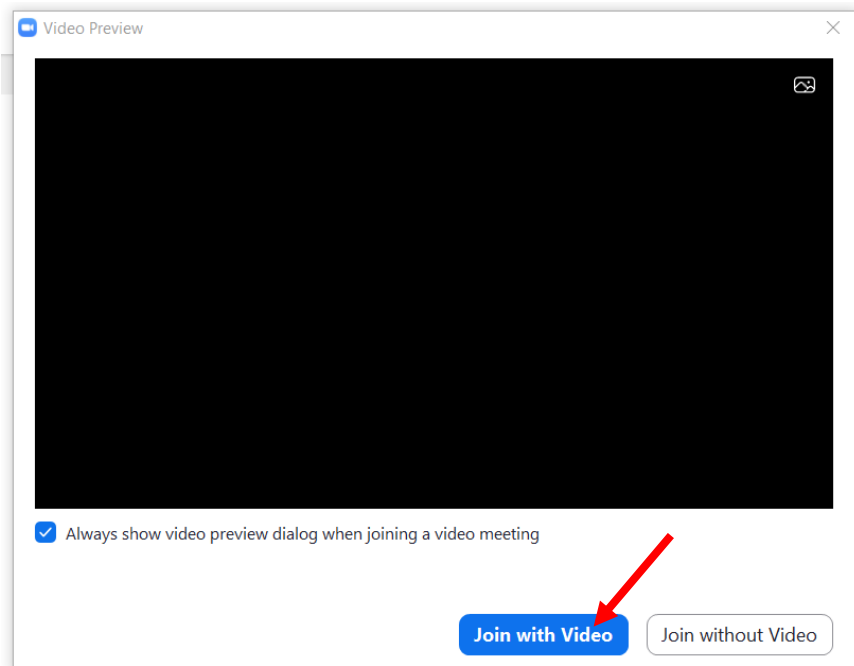 Video Preview
Always show video preview dialog when joining a video meeting
Join with Video
Join without Video